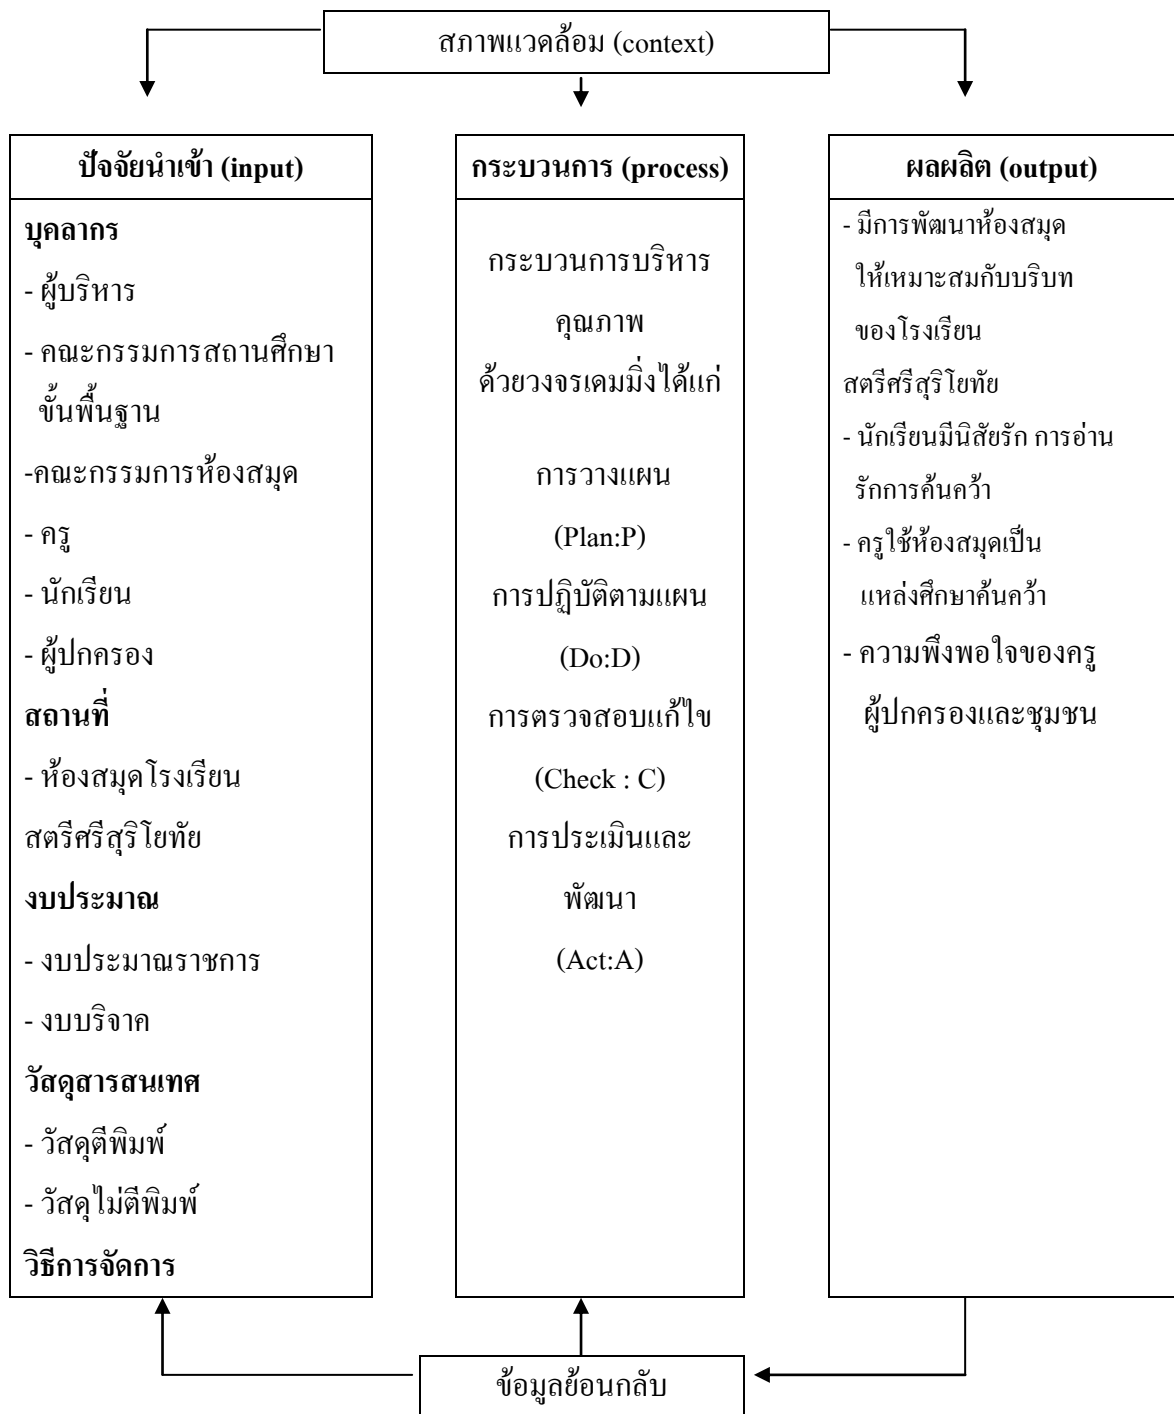 สภาพแวดล้อม (context)
ปัจจัยนำเข้า (input)
บุคลากร
- ผู้บริหาร
- คณะกรรมการสถานศึกษา
ขั้นพื้นฐาน
-คณะกรรมการห้องสมุด
- ครู
- นักเรียน
- ผู้ปกครอง
สถานที่
- ห้องสมุดโรงเรียน
สตรีศรีสุริโยทัย
งบประมาณ
- งบประมาณราชการ
- งบบริจาค
วัสดุสารสนเทศ
- วัสดุตีพิมพ์
- วัสดุไม่ตีพิมพ์
วิธีการจัดการ
กระบวนการ (process)
กระบวนการบริหาร
คุณภาพ
ด้วยวงจรเดมมิ่งได้แก่
การวางแผน
(Plan:P)
การปฏิบัติตามแผน
(Do:D)
การตรวจสอบแก้ไข
(Check : C)
การประเมินและ
พัฒนา
(Act:A)
ผลผลิต (output)
- มีการพัฒนาห้องสมุด
ให้เหมาะสมกับบริบท
ของโรงเรียน
สตรีศรีสุริโยทัย
- นักเรียนมีนิสัยรัก การอ่าน
รักการค้นคว้า
- ครูใช้ห้องสมุดเป็น
แหล่งศึกษาค้นคว้า
- ความพึงพอใจของครู
ผู้ปกครองและชุมชน
ข้อมูลย้อนกลับ